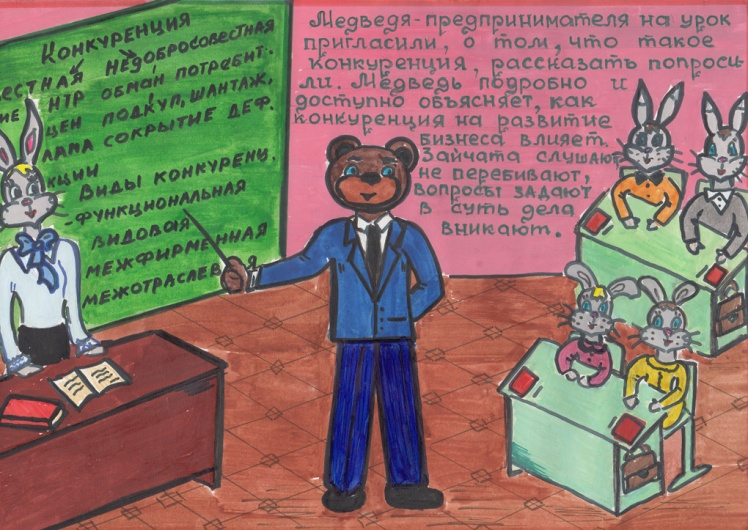 Конкуренция
естная недобросовестная
ие НТР обман потребит.
цен подкуп, шантаж,
лама сокрытие деф.
кции
Виды конкуренц.
-функциональная
видовая
межфирменная
межотраслевая
Медведя-предпринимателя на урок
пригласили, о том, что такое
конкуренция, рассказать попроси-
ли. Медведь подробно и
доступно объясняет, как
конкуренция на развитие
бизнеса влияет.
Зайчата слушают
не перебивают,
вопросы задают
в суть дела
вникают.